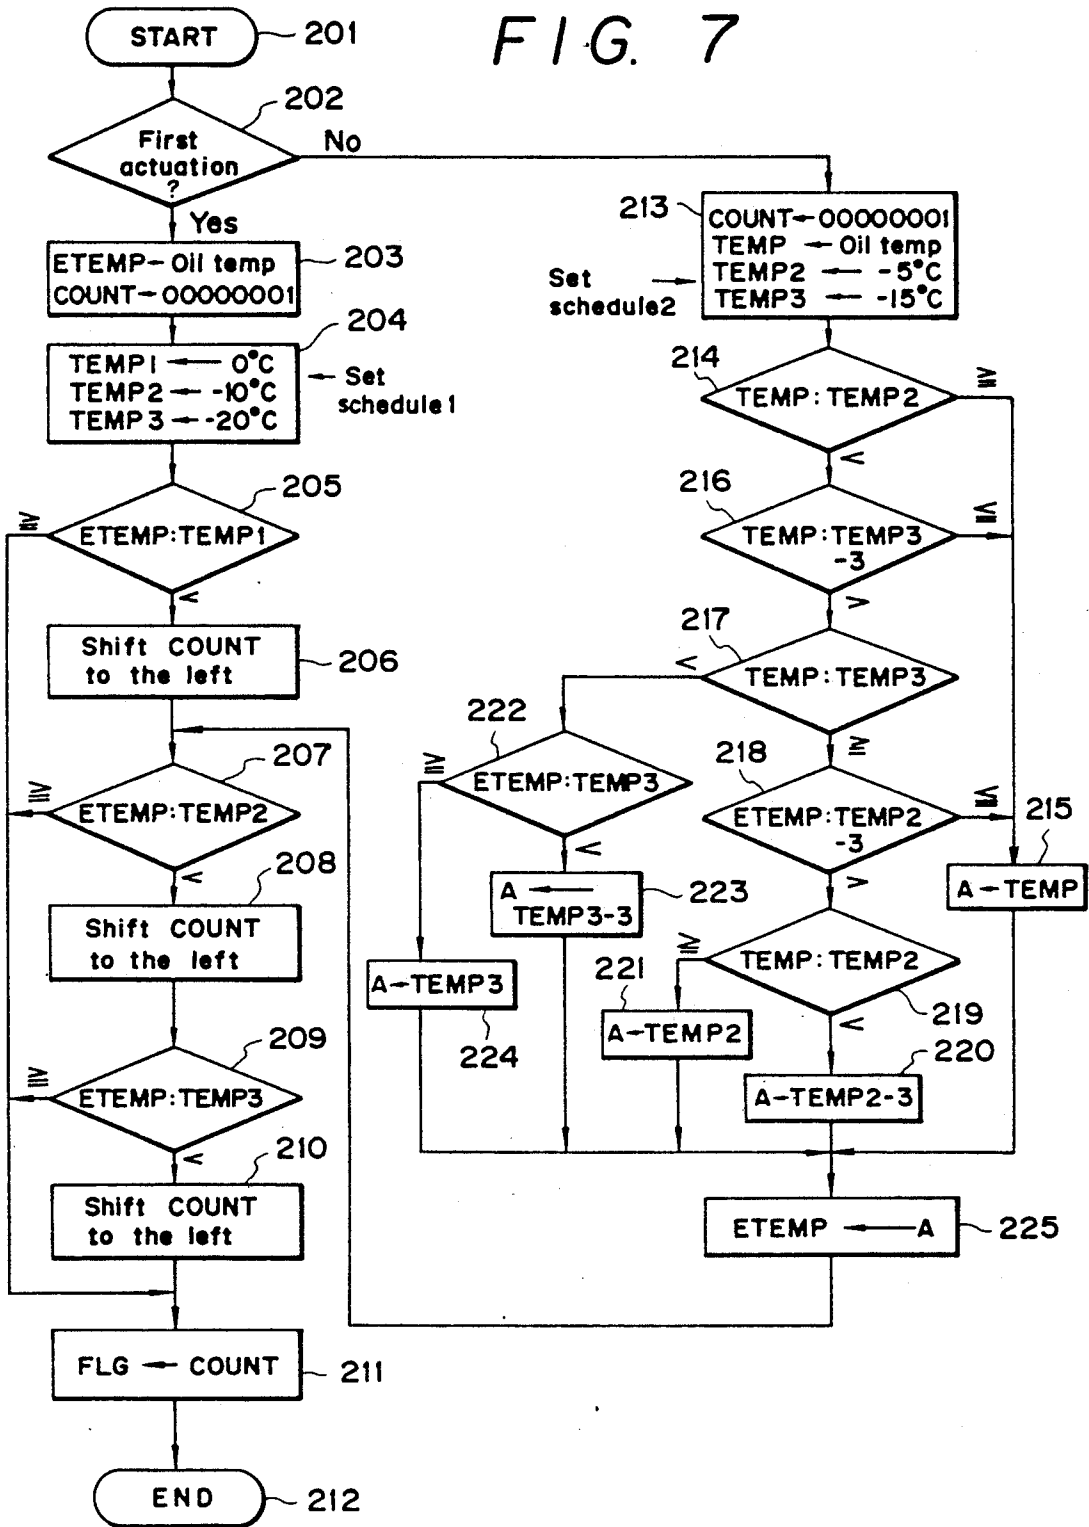 FIG. 7
START
201
202
First
actuation
?
No
Yes
ETEMP←Oil temp
COUNT←00000001
203
204
TEMP1 ← 0°C
TEMP2 ← -10°C
TEMP3 ← -20°C
← Set
schedule1
205
ETEMP:TEMP1
≧
<
Shift COUNT
to the left
206
207
ETEMP:TEMP2
≧
<
208
Shift COUNT
to the left
209
ETEMP:TEMP3
≧
<
210
Shift COUNT
to the left
FLG ← COUNT
211
END
212
213
COUNT←00000001
TEMP ← Oil temp
TEMP2 ← -5°C
TEMP3 ← -15°C
Set →
schedule2
214
TEMP:TEMP2
≧
<
216
TEMP:TEMP3
-3
≦
>
217
TEMP:TEMP3
<
≧
222
ETEMP:TEMP3
≧
<
218
ETEMP:TEMP2
-3
≦
>
215
A←TEMP
A ←
TEMP3-3
223
A←TEMP3
224
TEMP:TEMP2
≧
<
219
221
A←TEMP2
220
A←TEMP2-3
ETEMP ← A
225